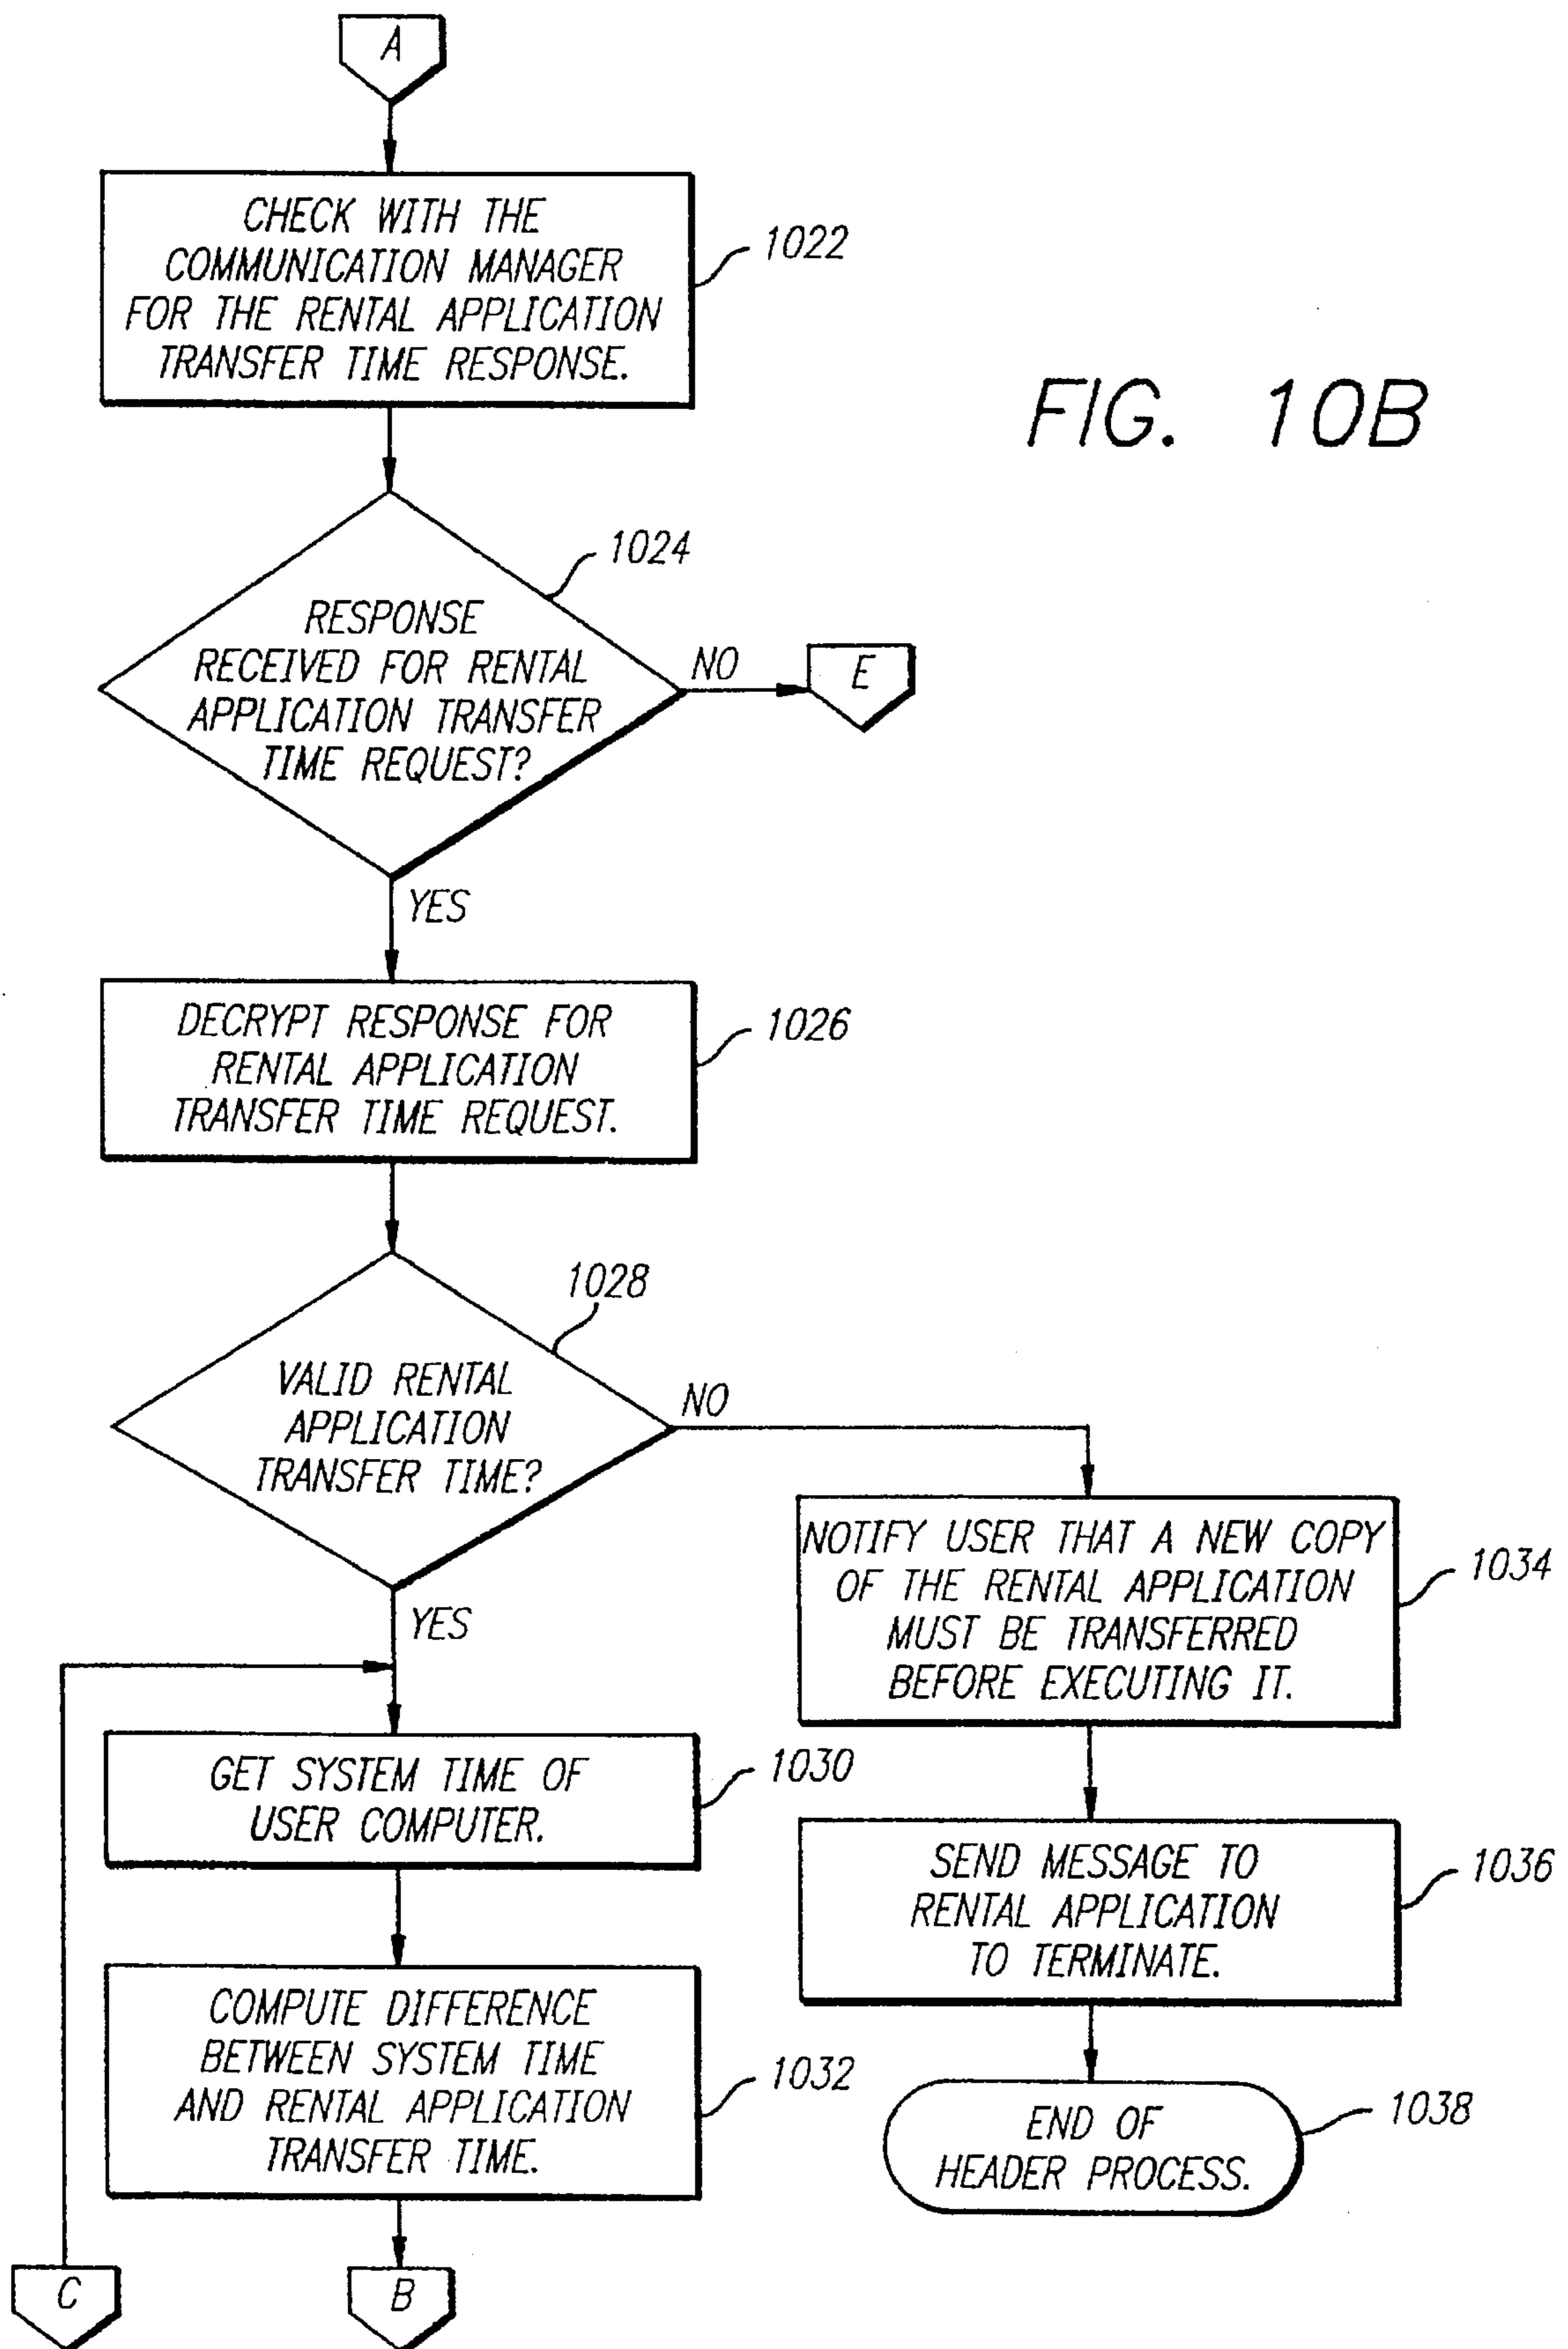 A
CHECK WITH THE
COMMUNICATION MANAGER
FOR THE RENTAL APPLICATION
TRANSFER TIME RESPONSE.
1022
FIG. 10B
1024
RESPONSE
RECEIVED FOR RENTAL
APPLICATION TRANSFER
TIME REQUEST?
NO
E
YES
DECRYPT RESPONSE FOR
RENTAL APPLICATION
TRANSFER TIME REQUEST.
1026
1028
VALID RENTAL
APPLICATION
TRANSFER TIME?
NO
YES
NOTIFY USER THAT A NEW COPY
OF THE RENTAL APPLICATION
MUST BE TRANSFERRED
BEFORE EXECUTING IT.
1034
GET SYSTEM TIME OF
USER COMPUTER.
1030
SEND MESSAGE TO
RENTAL APPLICATION
TO TERMINATE.
1036
COMPUTE DIFFERENCE
BETWEEN SYSTEM TIME
AND RENTAL APPLICATION
TRANSFER TIME.
1032
END OF
HEADER PROCESS.
1038
C
B